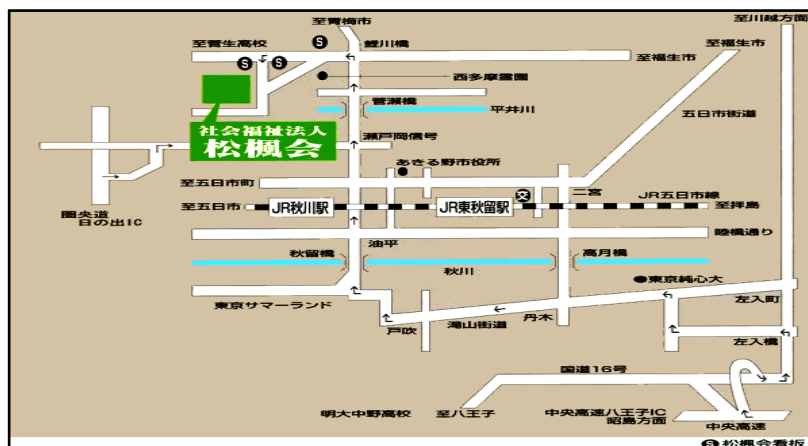 至青梅市
至川越方面
至菅生高校
S
鯉川橋
至福生市
至福生市
S
S
西多摩霊園
菅瀬橋
平井川
五日市街道
社会福祉法人
松楓会
瀬戸岡信号
あきる野市役所
至五日市町
二宮
交
JR五日市線
至五日市
JR秋川駅
JR東秋留駅
至拝島
圏央道
日の出IC
油平
睦橋通り
秋留橋
秋川
高月橋
●東京純心大
東京サマーランド
左入町
戸吹
滝山街道
丹木
左入橋
国道16号
明大中野高校
至八王子
中央高速八王子IC
昭島方面
中央高速
S 松楓会看板